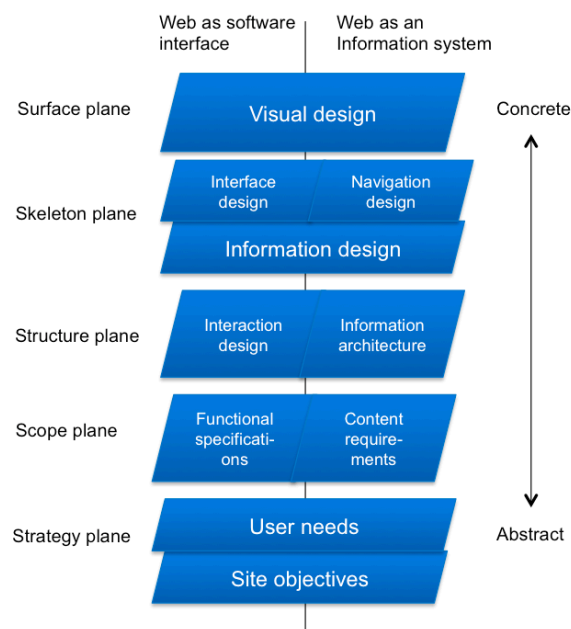 Web as software
interface
Web as an
Information system
Surface plane
Visual design
Concrete
Skeleton plane
Interface
design
Navigation
design
Information design
Structure plane
Interaction
design
Information
architecture
Scope plane
Functional
specificati-
ons
Content
require-
ments
Strategy plane
User needs
Abstract
Site objectives